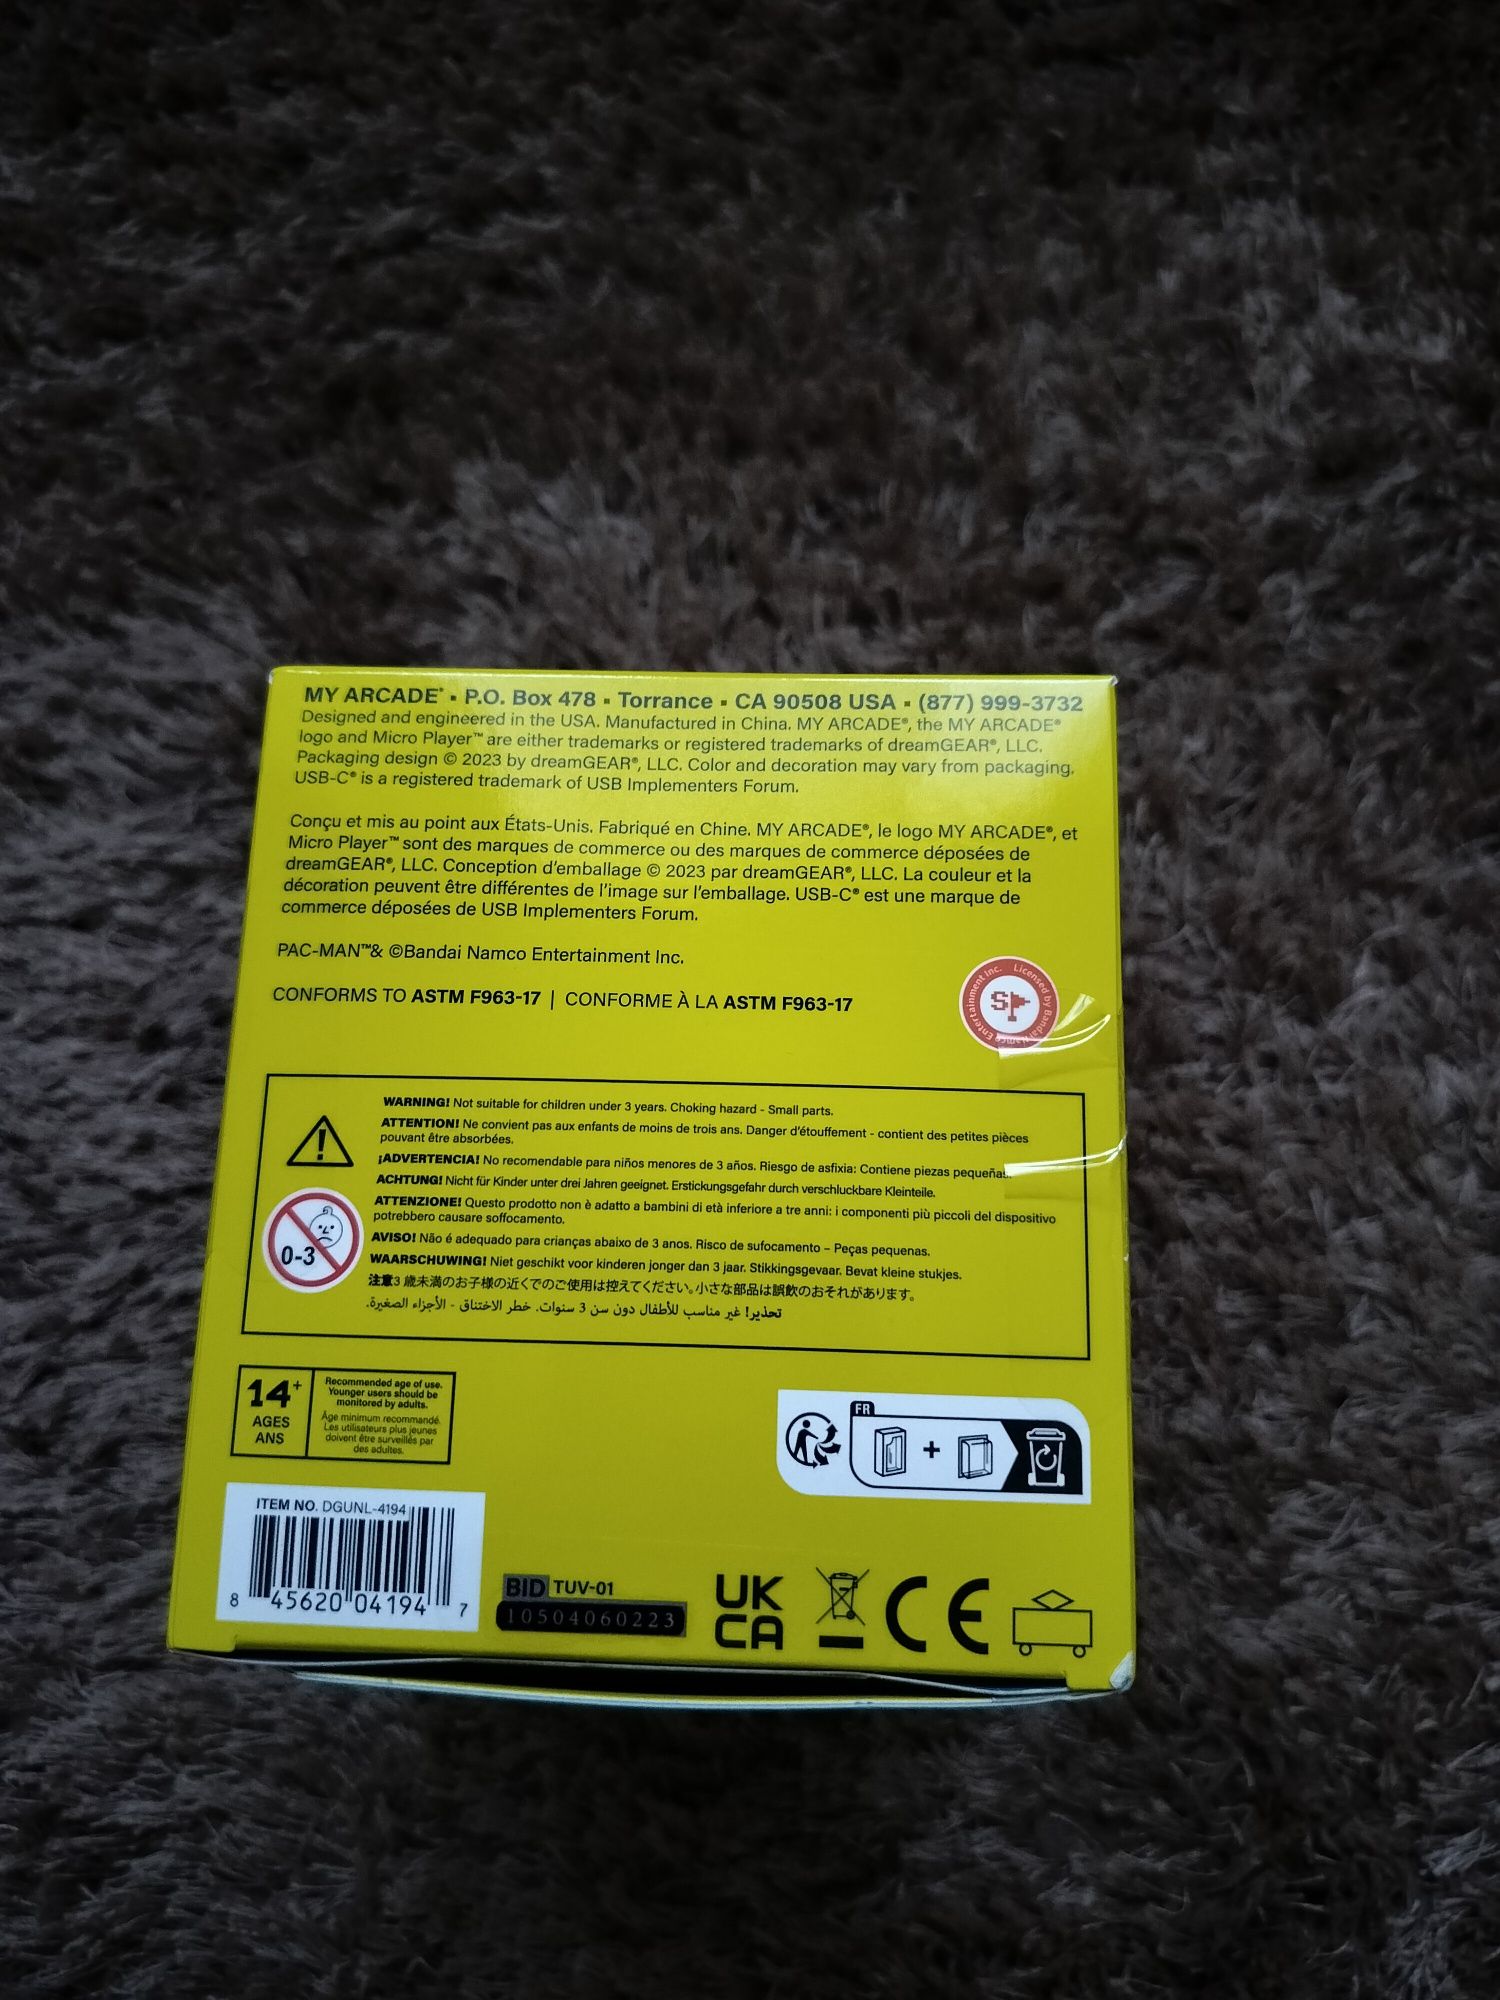 MY ARCADE® ▪ P.O. Box 478 ▪ Torrance ▪ CA 90508 USA ▪ (877) 999-3732
Designed and engineered in the USA. Manufactured in China. MY ARCADE®, the MY ARCADE®
logo and Micro Player™ are either trademarks or registered trademarks of dreamGEAR®, LLC.
Packaging design © 2023 by dreamGEAR®, LLC. Color and decoration may vary from packaging.
USB-C® is a registered trademark of USB Implementers Forum.
Conçu et mis au point aux États-Unis. Fabriqué en Chine. MY ARCADE®, le logo MY ARCADE®, et
Micro Player™ sont des marques de commerce ou des marques de commerce déposées de
dreamGEAR®, LLC. Conception d'emballage © 2023 par dreamGEAR®, LLC. La couleur et la
décoration peuvent être différentes de l'image sur l'emballage. USB-C® est une marque de
commerce déposées de USB Implementers Forum.
PAC-MAN™& ©Bandai Namco Entertainment Inc.
CONFORMS TO ASTM F963-17 | CONFORME À LA ASTM F963-17
Licensed by Bandai Namco Entertainment Inc.
WARNING! Not suitable for children under 3 years. Choking hazard - Small parts.
ATTENTION! Ne convient pas aux enfants de moins de trois ans. Danger d'étouffement - contient des petites pièces
pouvant être absorbées.
¡ADVERTENCIA! No recomendable para niños menores de 3 años. Riesgo de asfixia: Contiene piezas pequeñas.
ACHTUNG! Nicht für Kinder unter drei Jahren geeignet. Erstickungsgefahr durch verschluckbare Kleinteile.
ATTENZIONE! Questo prodotto non è adatto a bambini di età inferiore a tre anni: i componenti più piccoli del dispositivo
potrebbero causare soffocamento.
AVISO! Não é adequado para crianças abaixo de 3 anos. Risco de sufocamento – Peças pequenas.
WAARSCHUWING! Niet geschikt voor kinderen jonger dan 3 jaar. Stikkingsgevaar. Bevat kleine stukjes.
注意3 歳未満のお子様の近くでのご使用は控えてください。小さな部品は誤飲のおそれがあります。
تحذير! غير مناسب للأطفال دون سن 3 سنوات. خطر الاختناق - الأجزاء الصغيرة.
0-3
14+
AGES
ANS
Recommended age of use.
Younger users should be
monitored by adults.
Âge minimum recommandé.
Les utilisateurs plus jeunes
doivent être surveillés par
des adultes.
FR
+
ITEM NO. DGUNL-4194
8 45620 04194 7
BID TUV-01
10504060223
UK
CA
CE